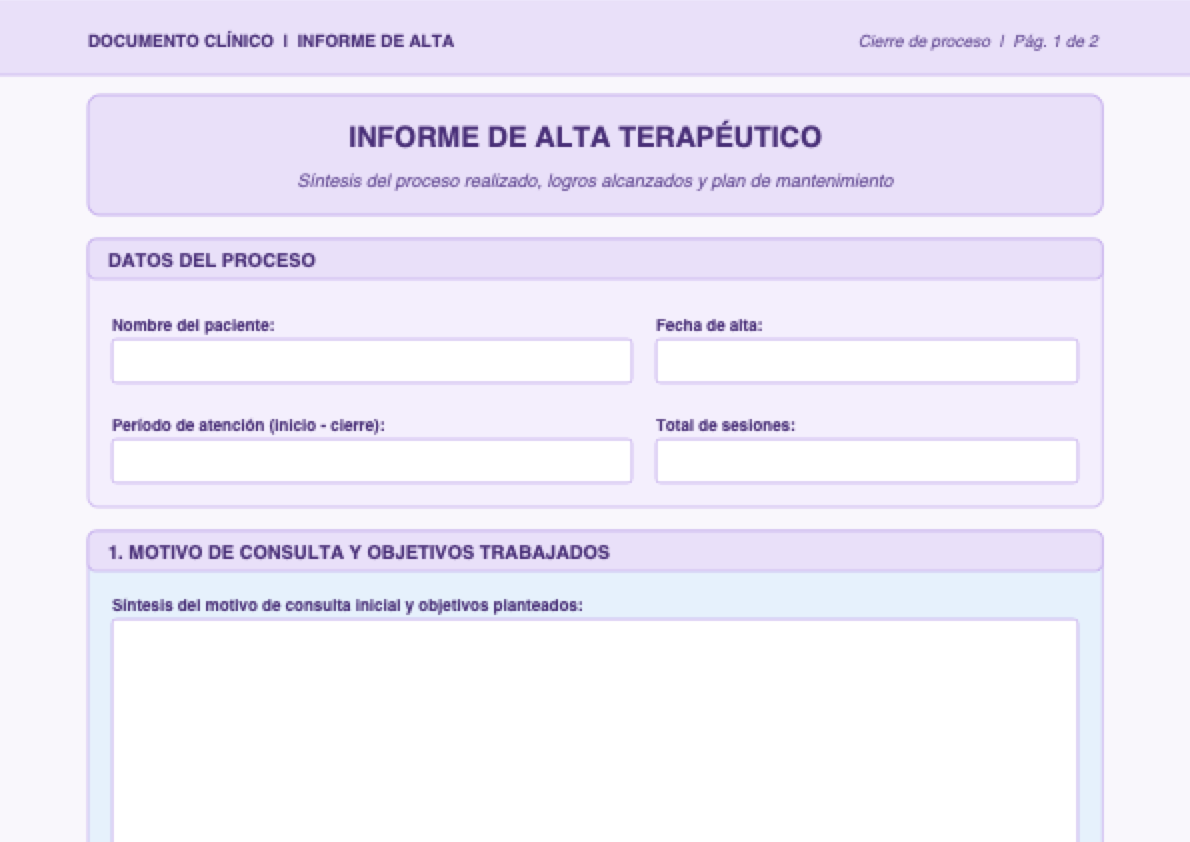 DOCUMENTO CLÍNICO | INFORME DE ALTA
Cierre de proceso | Pág. 1 de 2
INFORME DE ALTA TERAPÉUTICO
Síntesis del proceso realizado, logros alcanzados y plan de mantenimiento
DATOS DEL PROCESO
Nombre del paciente:
Fecha de alta:
Período de atención (inicio - cierre):
Total de sesiones:
1. MOTIVO DE CONSULTA Y OBJETIVOS TRABAJADOS
Síntesis del motivo de consulta inicial y objetivos planteados: